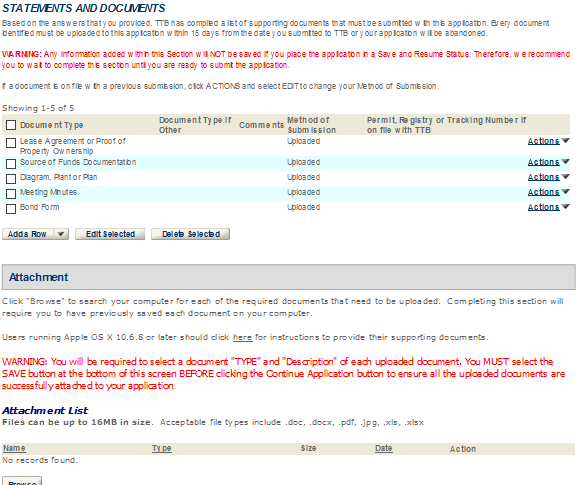 STATEMENTS AND DOCUMENTS
Based on the answers that you provided, TTB has compiled a list of supporting documents that must be submitted with this application. Every document
identified must be uploaded to this application within 15 days from the date you submitted to TTB or your application will be abandoned.
WARNING: Any information added within this Section will NOT be saved if you place the application in a Save and Resume Status. Therefore, we recommend
you to wait to complete this section until you are ready to submit the application.
If a document is on file with a previous submission, click ACTIONS and select EDIT to change your Method of Submission.
Showing 1-5 of 5
Document Type Document Type If Other Comments Method of Submission Permit, Registry or Tracking Number if on file with TTB
Lease Agreement or Proof of Property Ownership Uploaded Actions
Source of Funds Documentation Uploaded Actions
Diagram, Plant or Plan Uploaded Actions
Meeting Minutes Uploaded Actions
Bond Form Uploaded Actions
Add a Row Edit Selected Delete Selected
Attachment
Click "Browse" to search your computer for each of the required documents that need to be uploaded. Completing this section will
require you to have previously saved each document on your computer.
Users running Apple OS X 10.6.8 or later should click here for instructions to provide their supporting documents.
WARNING: You will be required to select a document "TYPE" and "Description" of each uploaded document. You MUST select the
SAVE button at the bottom of this screen BEFORE clicking the Continue Application button to ensure all the uploaded documents are
successfully attached to your application.
Attachment List
Files can be up to 16MB in size. Acceptable file types include .doc, .docx, .pdf, .jpg, .xls, .xlsx
Name Type Size Date Action
No records found.
Browse